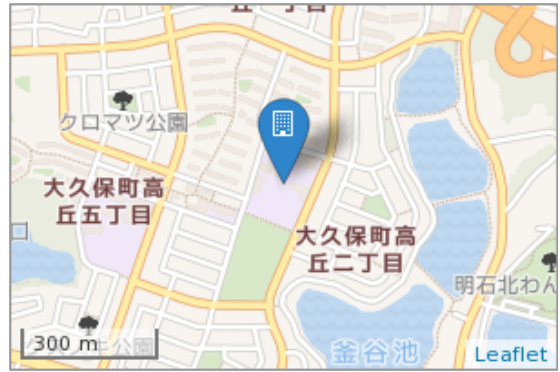 丘一丁目
クロマツ公園
大久保町高
丘五丁目
大久保町高
丘二丁目
口
明石北わん
300 m
公園
釜谷池
Leaflet